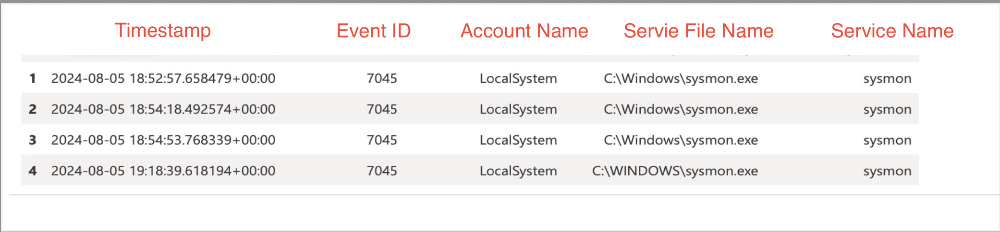 Timestamp Event ID Account Name Servie File Name Service Name
1 2024-08-05 18:52:57.658479+00:00 7045 LocalSystem C:\Windows\sysmon.exe sysmon
2 2024-08-05 18:54:18.492574+00:00 7045 LocalSystem C:\Windows\sysmon.exe sysmon
3 2024-08-05 18:54:53.768339+00:00 7045 LocalSystem C:\Windows\sysmon.exe sysmon
4 2024-08-05 19:18:39.618194+00:00 7045 LocalSystem C:\WINDOWS\sysmon.exe sysmon